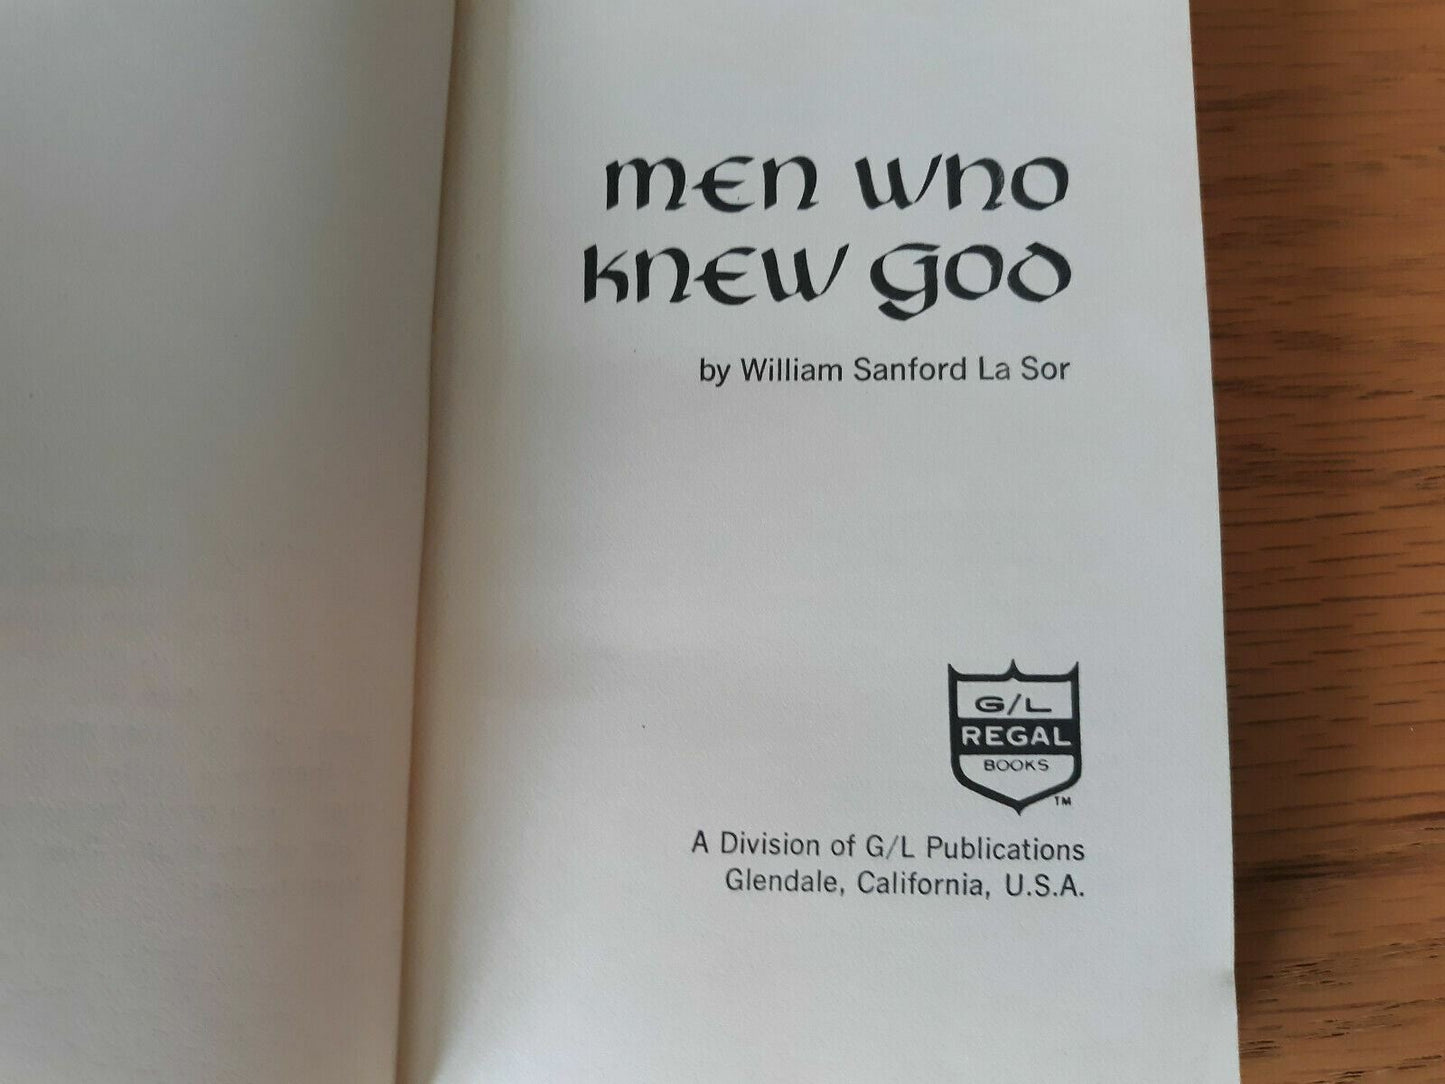 men who
knew god
by William Sanford La Sor
G/L
REGAL
BOOKS
TM
A Division of G/L Publications
Glendale, California, U.S.A.